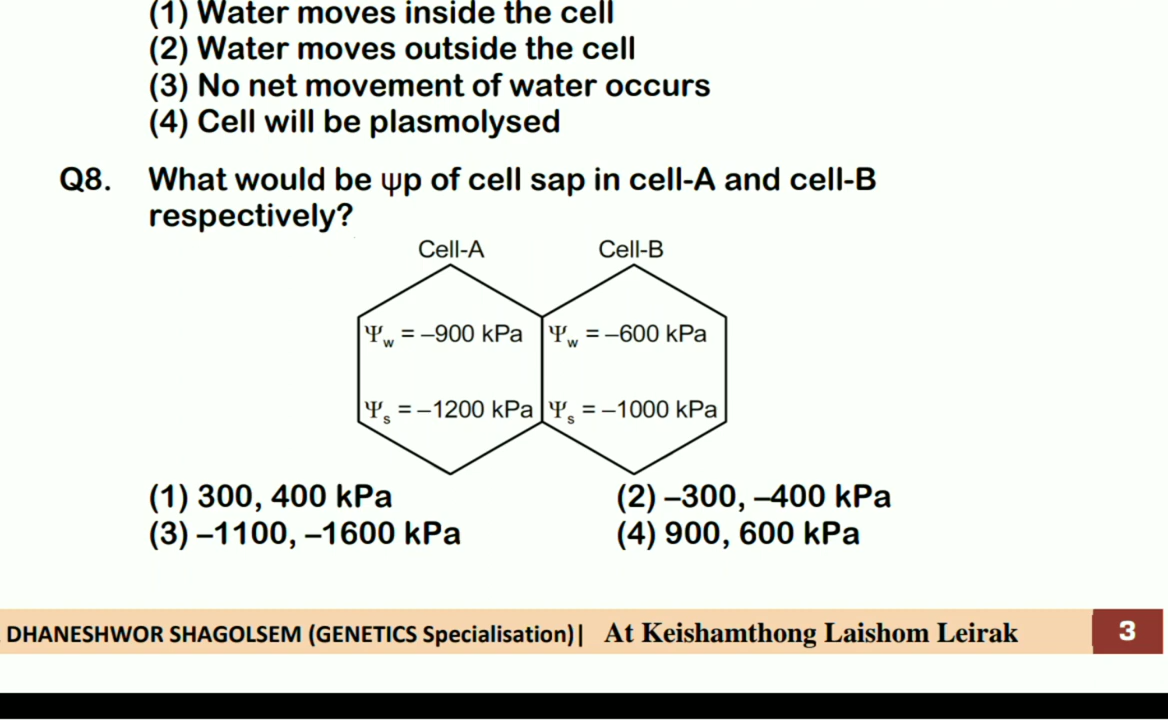 (1) Water moves inside the cell
(2) Water moves outside the cell
(3) No net movement of water occurs
(4) Cell will be plasmolysed
Q8. What would be ψp of cell sap in cell-A and cell-B
respectively?
Cell-A Cell-B
Ψw = –900 kPa Ψw = –600 kPa
Ψs = –1200 kPa Ψs = –1000 kPa
(1) 300, 400 kPa (2) –300, –400 kPa
(3) –1100, –1600 kPa (4) 900, 600 kPa
DHANESHWOR SHAGOLSEM (GENETICS Specialisation)| At Keishamthong Laishom Leirak 3